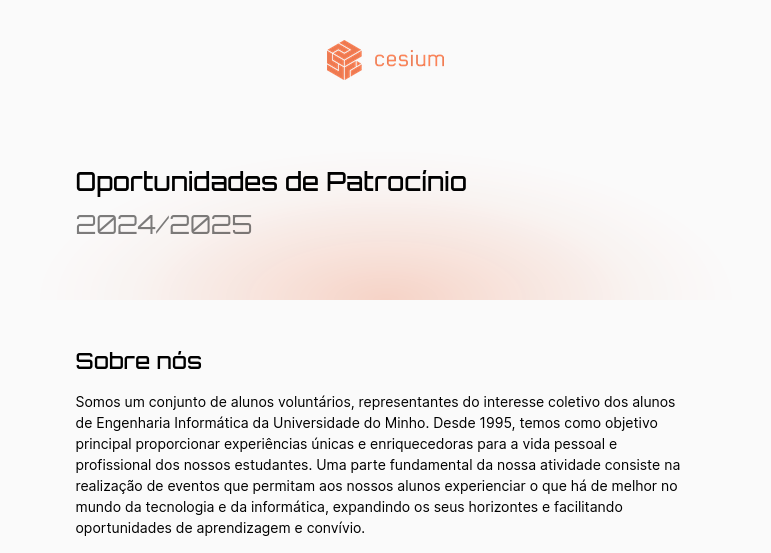 cesium
Oportunidades de Patrocínio
2024/2025
Sobre nós
Somos um conjunto de alunos voluntários, representantes do interesse coletivo dos alunos
de Engenharia Informática da Universidade do Minho. Desde 1995, temos como objetivo
principal proporcionar experiências únicas e enriquecedoras para a vida pessoal e
profissional dos nossos estudantes. Uma parte fundamental da nossa atividade consiste na
realização de eventos que permitam aos nossos alunos experienciar o que há de melhor no
mundo da tecnologia e da informática, expandindo os seus horizontes e facilitando
oportunidades de aprendizagem e convívio.